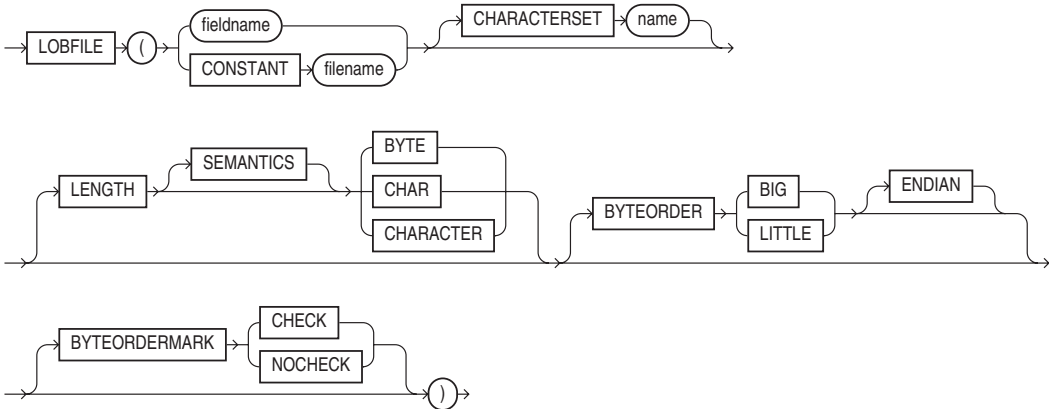 fieldname
CHARACTERSET name
LOBFILE (
CONSTANT filename
SEMANTICS
BYTE
LENGTH
CHAR
CHARACTER
BIG
ENDIAN
BYTEORDER
LITTLE
CHECK
BYTEORDERMARK
NOCHECK
)